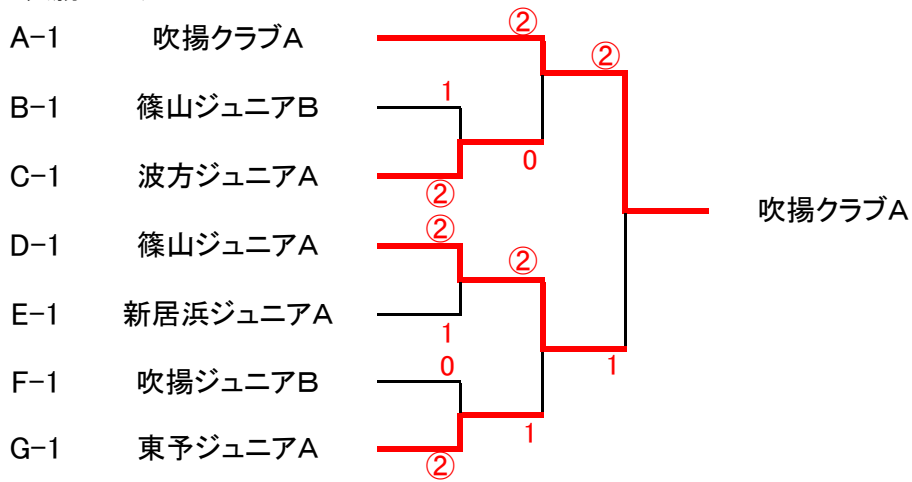 A-1 吹揚クラブA ② ②
B-1 篠山ジュニアB 1
C-1 波方ジュニアA ② 0
吹揚クラブA
D-1 篠山ジュニアA ② ②
E-1 新居浜ジュニアA 1 1
F-1 吹揚ジュニアB 0
G-1 東予ジュニアA ② 1